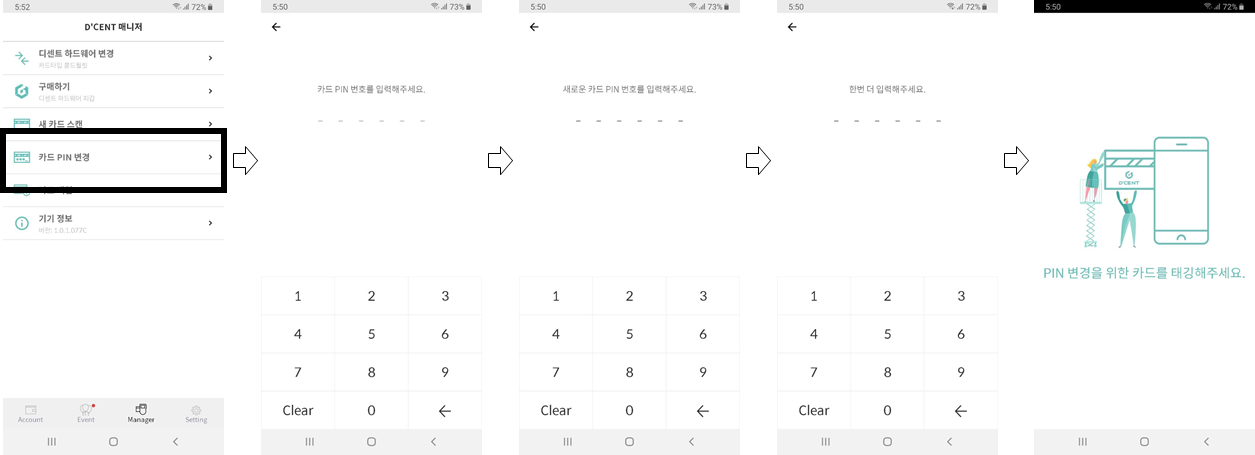 5:52
72%
D'CENT 매니저
디센트 하드웨어 변경
카드타입 콜드월렛
구매하기
디센트 하드웨어 지갑
새 카드 스캔
카드 PIN 변경
기기 정보
버전: 1.0.1.077C
Account
Event
Manager
Setting
5:50
73%
카드 PIN 번호를 입력해주세요.
1 2 3
4 5 6
7 8 9
Clear 0
5:50
73%
새로운 카드 PIN 번호를 입력해주세요.
1 2 3
4 5 6
7 8 9
Clear 0
5:50
72%
한번 더 입력해주세요.
1 2 3
4 5 6
7 8 9
Clear 0
5:50
72%
D'CENT
PIN 변경을 위한 카드를 태깅해주세요.